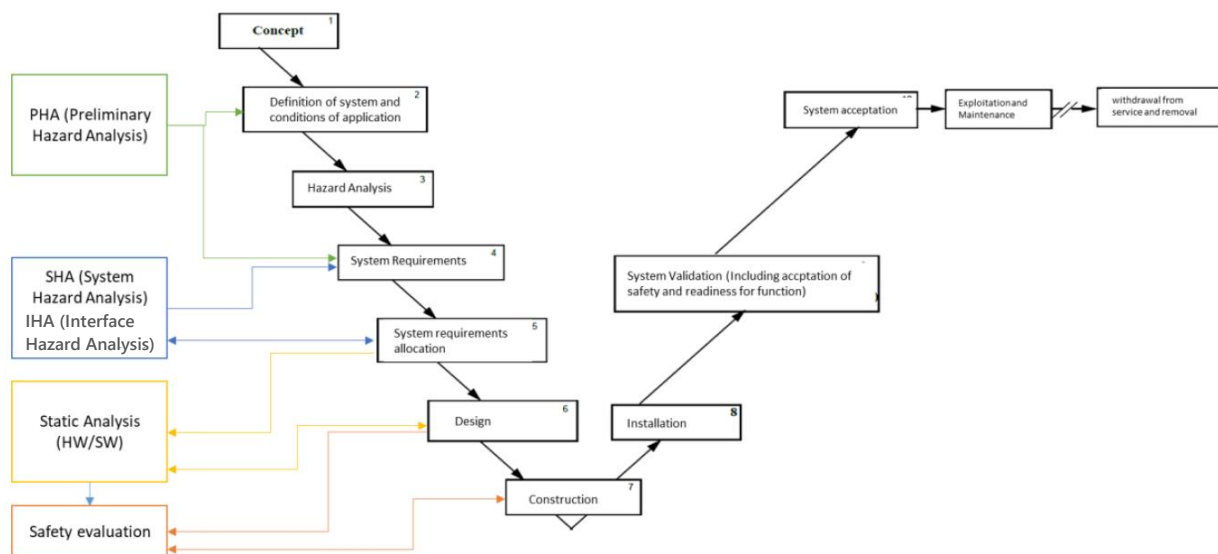 Concept
1
PHA (Preliminary
Hazard Analysis)
Definition of system and
conditions of application
2
Hazard Analysis
3
System Requirements
4
SHA (System
Hazard Analysis)
IHA (Interface
Hazard Analysis)
System requirements
allocation
5
Static Analysis
(HW/SW)
Design
6
Safety evaluation
Construction
7
Installation
8
System Validation (Including accptation of
safety and readiness for function)
)
System acceptation
Exploitation and
Maintenance
withdrawal from
service and removal